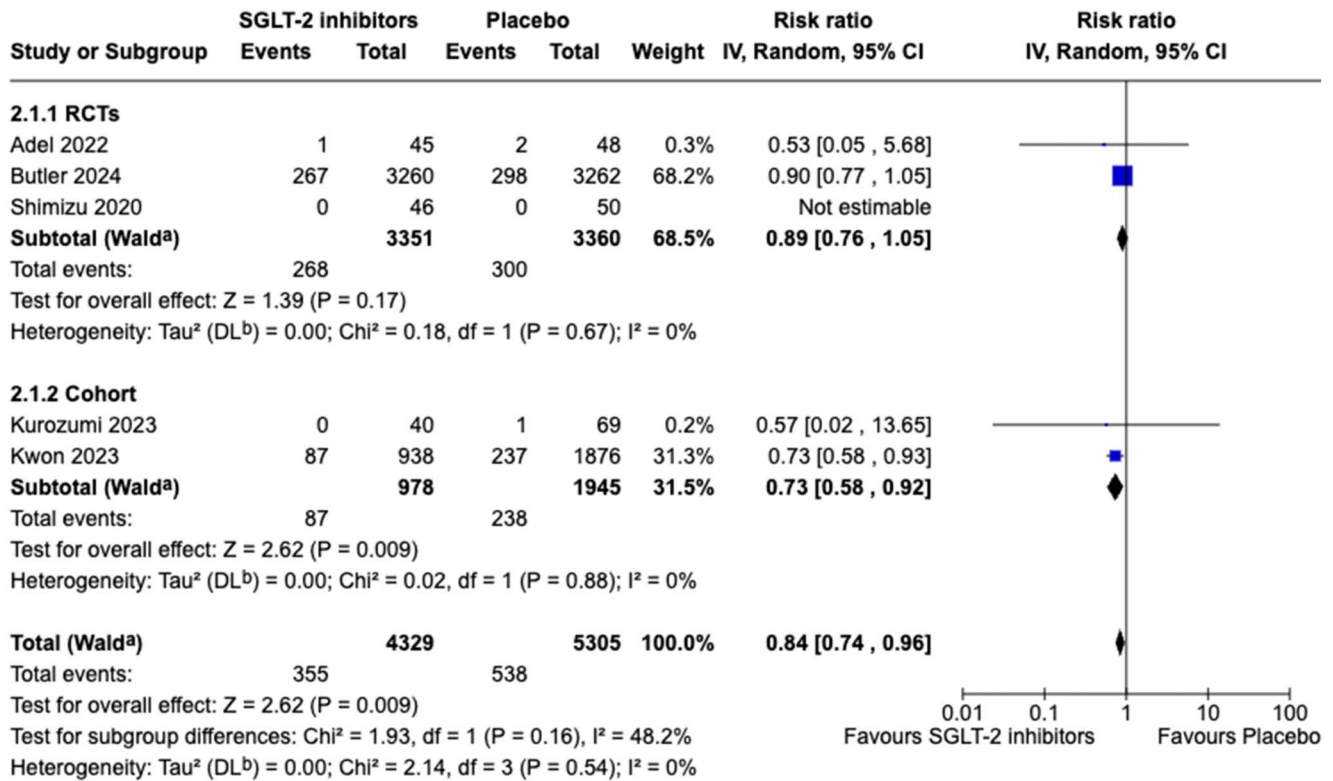 SGLT-2 inhibitors Placebo Risk ratio Risk ratio
Study or Subgroup Events Total Events Total Weight IV, Random, 95% CI IV, Random, 95% CI
2.1.1 RCTs
Adel 2022 1 45 2 48 0.3% 0.53 [0.05 , 5.68]
Butler 2024 267 3260 298 3262 68.2% 0.90 [0.77 , 1.05]
Shimizu 2020 0 46 0 50 Not estimable
Subtotal (Waldᵃ) 3351 3360 68.5% 0.89 [0.76 , 1.05]
Total events: 268 300
Test for overall effect: Z = 1.39 (P = 0.17)
Heterogeneity: Tau² (DLᵇ) = 0.00; Chi² = 0.18, df = 1 (P = 0.67); I² = 0%
2.1.2 Cohort
Kurozumi 2023 0 40 1 69 0.2% 0.57 [0.02 , 13.65]
Kwon 2023 87 938 237 1876 31.3% 0.73 [0.58 , 0.93]
Subtotal (Waldᵃ) 978 1945 31.5% 0.73 [0.58 , 0.92]
Total events: 87 238
Test for overall effect: Z = 2.62 (P = 0.009)
Heterogeneity: Tau² (DLᵇ) = 0.00; Chi² = 0.02, df = 1 (P = 0.88); I² = 0%
Total (Waldᵃ) 4329 5305 100.0% 0.84 [0.74 , 0.96]
Total events: 355 538
Test for overall effect: Z = 2.62 (P = 0.009)
0.01 0.1 1 10 100
Test for subgroup differences: Chi² = 1.93, df = 1 (P = 0.16), I² = 48.2% Favours SGLT-2 inhibitors Favours Placebo
Heterogeneity: Tau² (DLᵇ) = 0.00; Chi² = 2.14, df = 3 (P = 0.54); I² = 0%